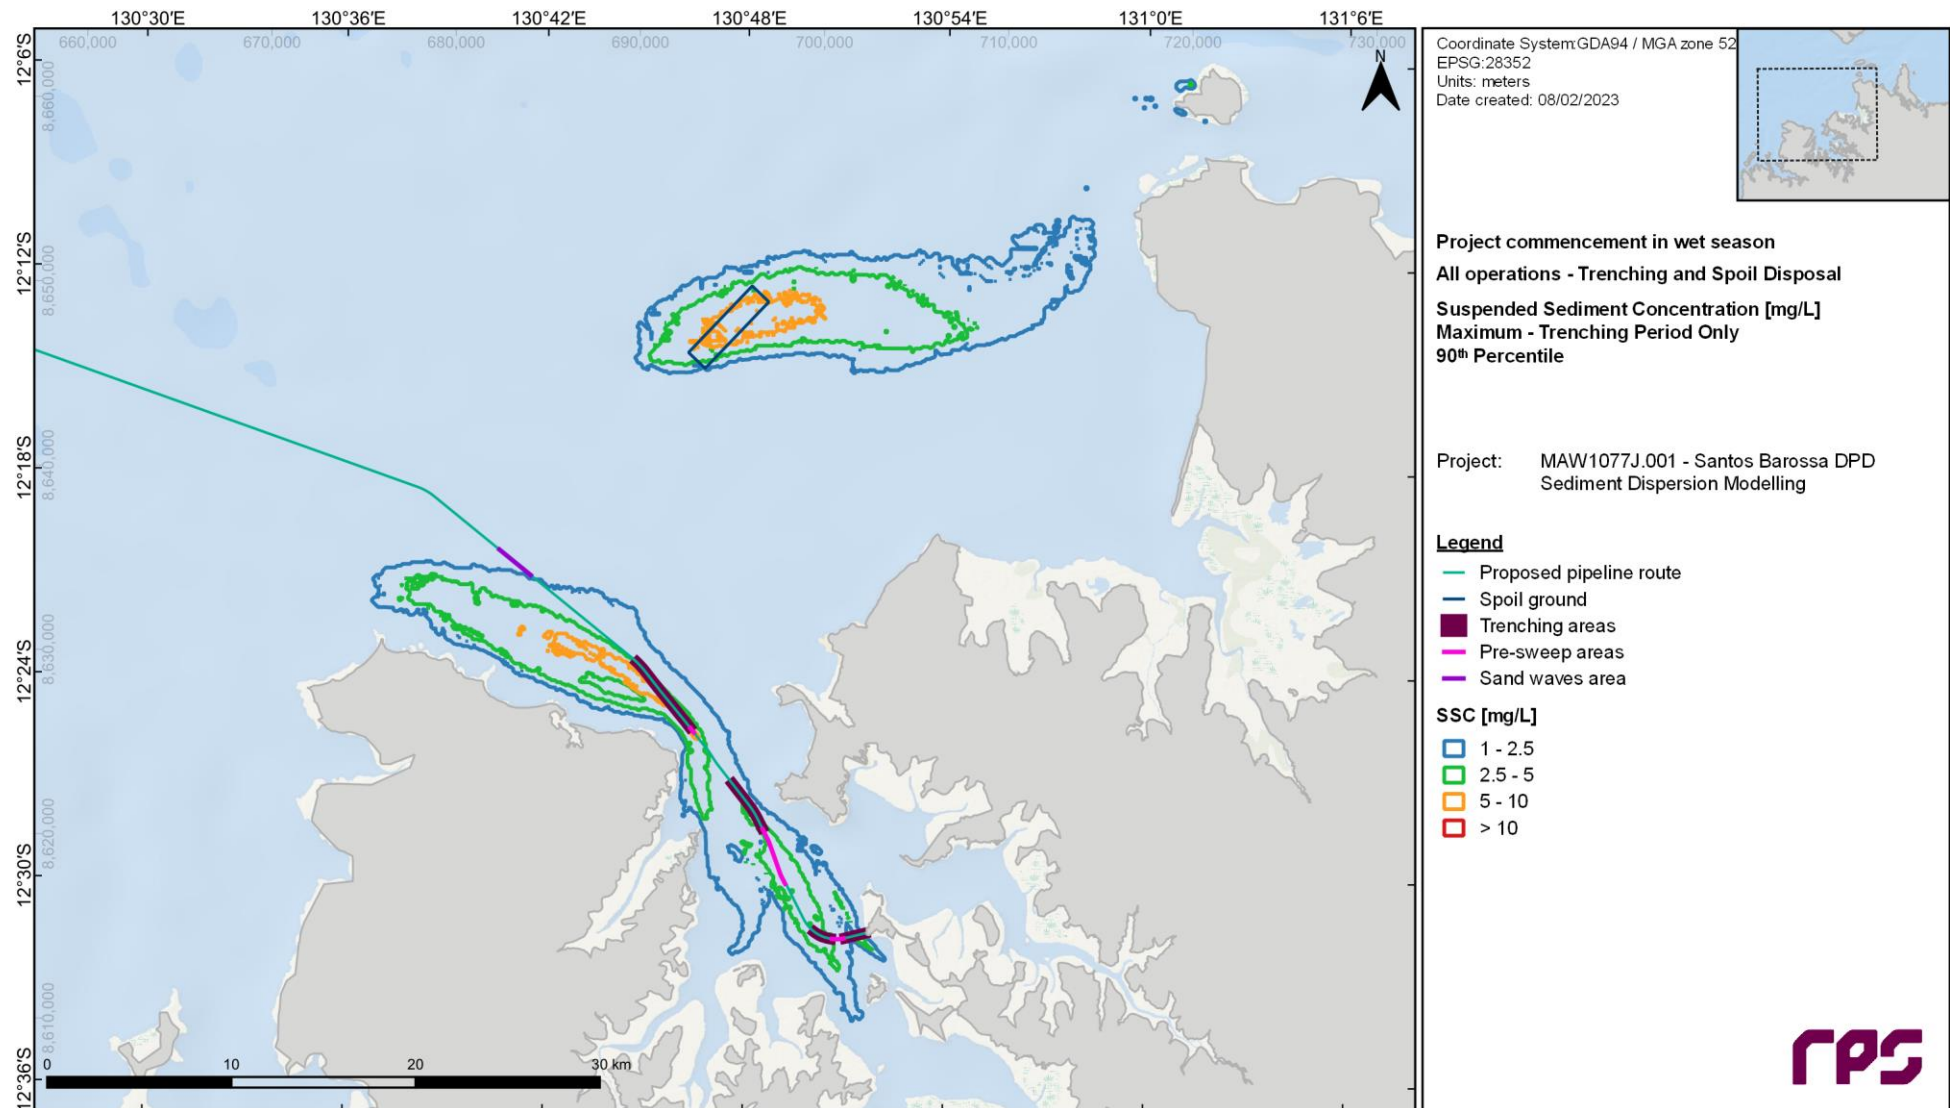 130°30'E 130°36'E 130°42'E 130°48'E 130°54'E 131°0'E 131°6'E
660,000 670,000 680,000 690,000 700,000 710,000 720,000 730,000
12°6'S
8,660,000
12°12'S
8,650,000
12°18'S
8,640,000
12°24'S
8,630,000
12°30'S
8,620,000
12°36'S
8,610,000
N
0 10 20 30 km
Coordinate System:GDA94 / MGA zone 52
EPSG:28352
Units: meters
Date created: 08/02/2023
Project commencement in wet season
All operations - Trenching and Spoil Disposal
Suspended Sediment Concentration [mg/L]
Maximum - Trenching Period Only
90th Percentile
Project: MAW1077J.001 - Santos Barossa DPD
Sediment Dispersion Modelling
Legend
Proposed pipeline route
Spoil ground
Trenching areas
Pre-sweep areas
Sand waves area
SSC [mg/L]
1 - 2.5
2.5 - 5
5 - 10
> 10
rps